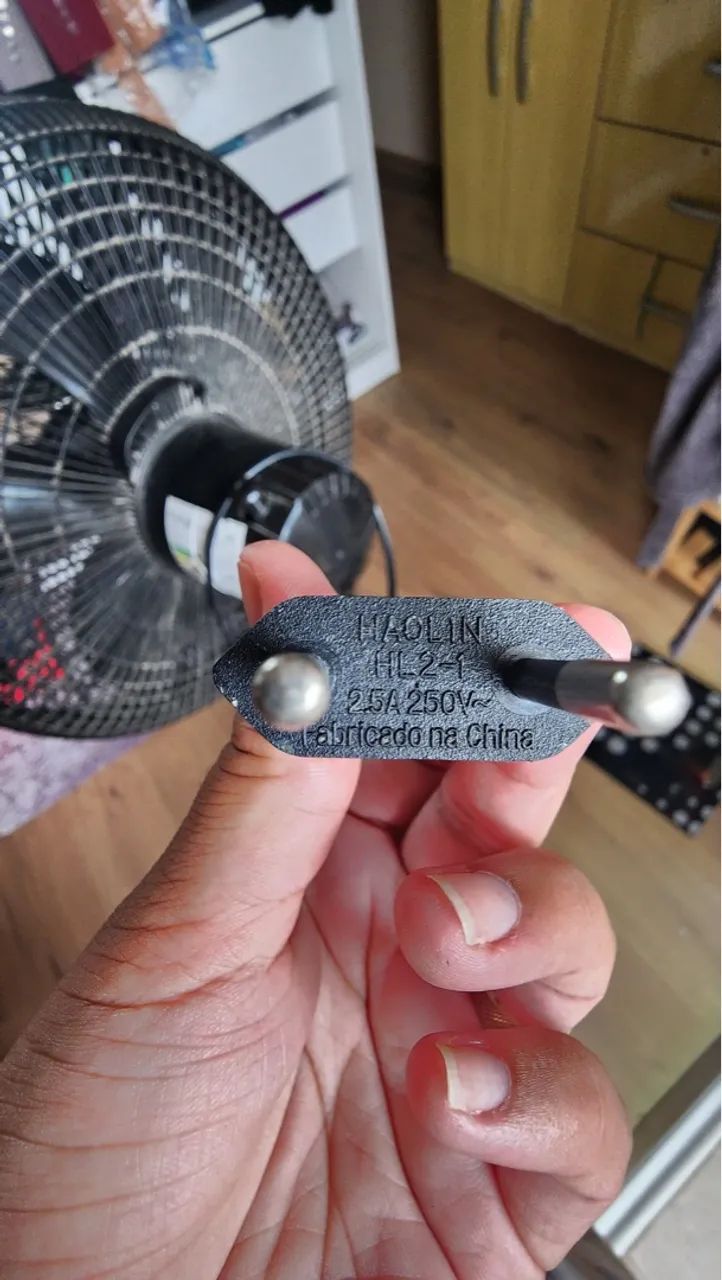 HAOLIN
HL2-1
2.5A 250V~
Fabricado na China